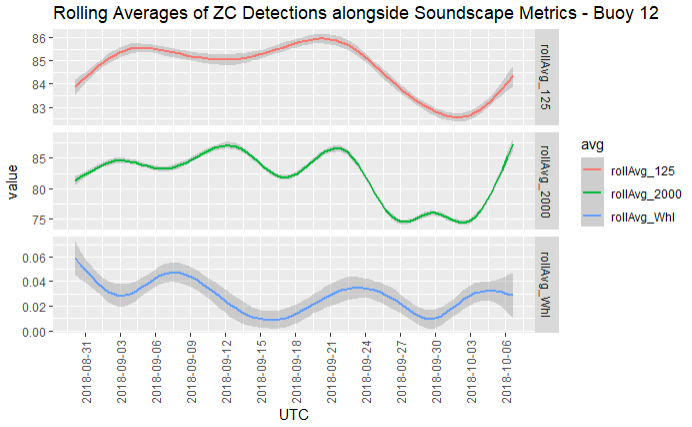 Rolling Averages of ZC Detections alongside Soundscape Metrics - Buoy 12
86
85
84
83
rollAvg_125
85
80
75
rollAvg_2000
0.06
0.04
0.02
0.00
rollAvg_Whl
value
2018-08-31
2018-09-03
2018-09-06
2018-09-09
2018-09-12
2018-09-15
2018-09-18
2018-09-21
2018-09-24
2018-09-27
2018-09-30
2018-10-03
2018-10-06
UTC
avg
rollAvg_125
rollAvg_2000
rollAvg_Whl